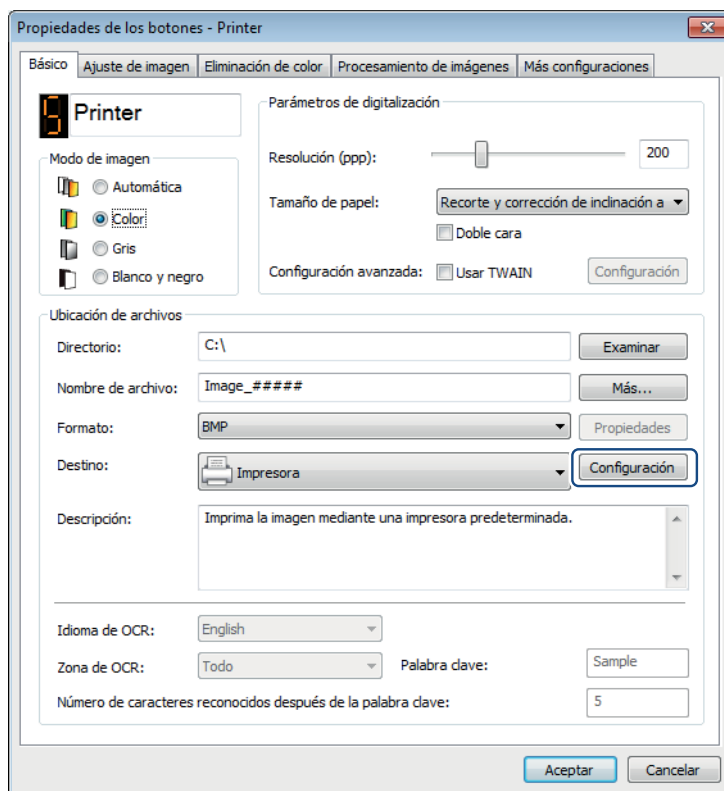 Propiedades de los botones - Printer
Básico Ajuste de imagen Eliminación de color Procesamiento de imágenes Más configuraciones
9 Printer
Modo de imagen
Automática
Color
Gris
Blanco y negro
Parámetros de digitalización
Resolución (ppp): 200
Tamaño de papel: Recorte y corrección de inclinación a
Doble cara
Configuración avanzada: Usar TWAIN Configuración
Ubicación de archivos
Directorio: C:\ Examinar
Nombre de archivo: Image_##### Más...
Formato: BMP Propiedades
Destino: Impresora Configuración
Descripción: Imprima la imagen mediante una impresora predeterminada.
Idioma de OCR: English
Zona de OCR: Todo Palabra clave: Sample
Número de caracteres reconocidos después de la palabra clave: 5
Aceptar Cancelar